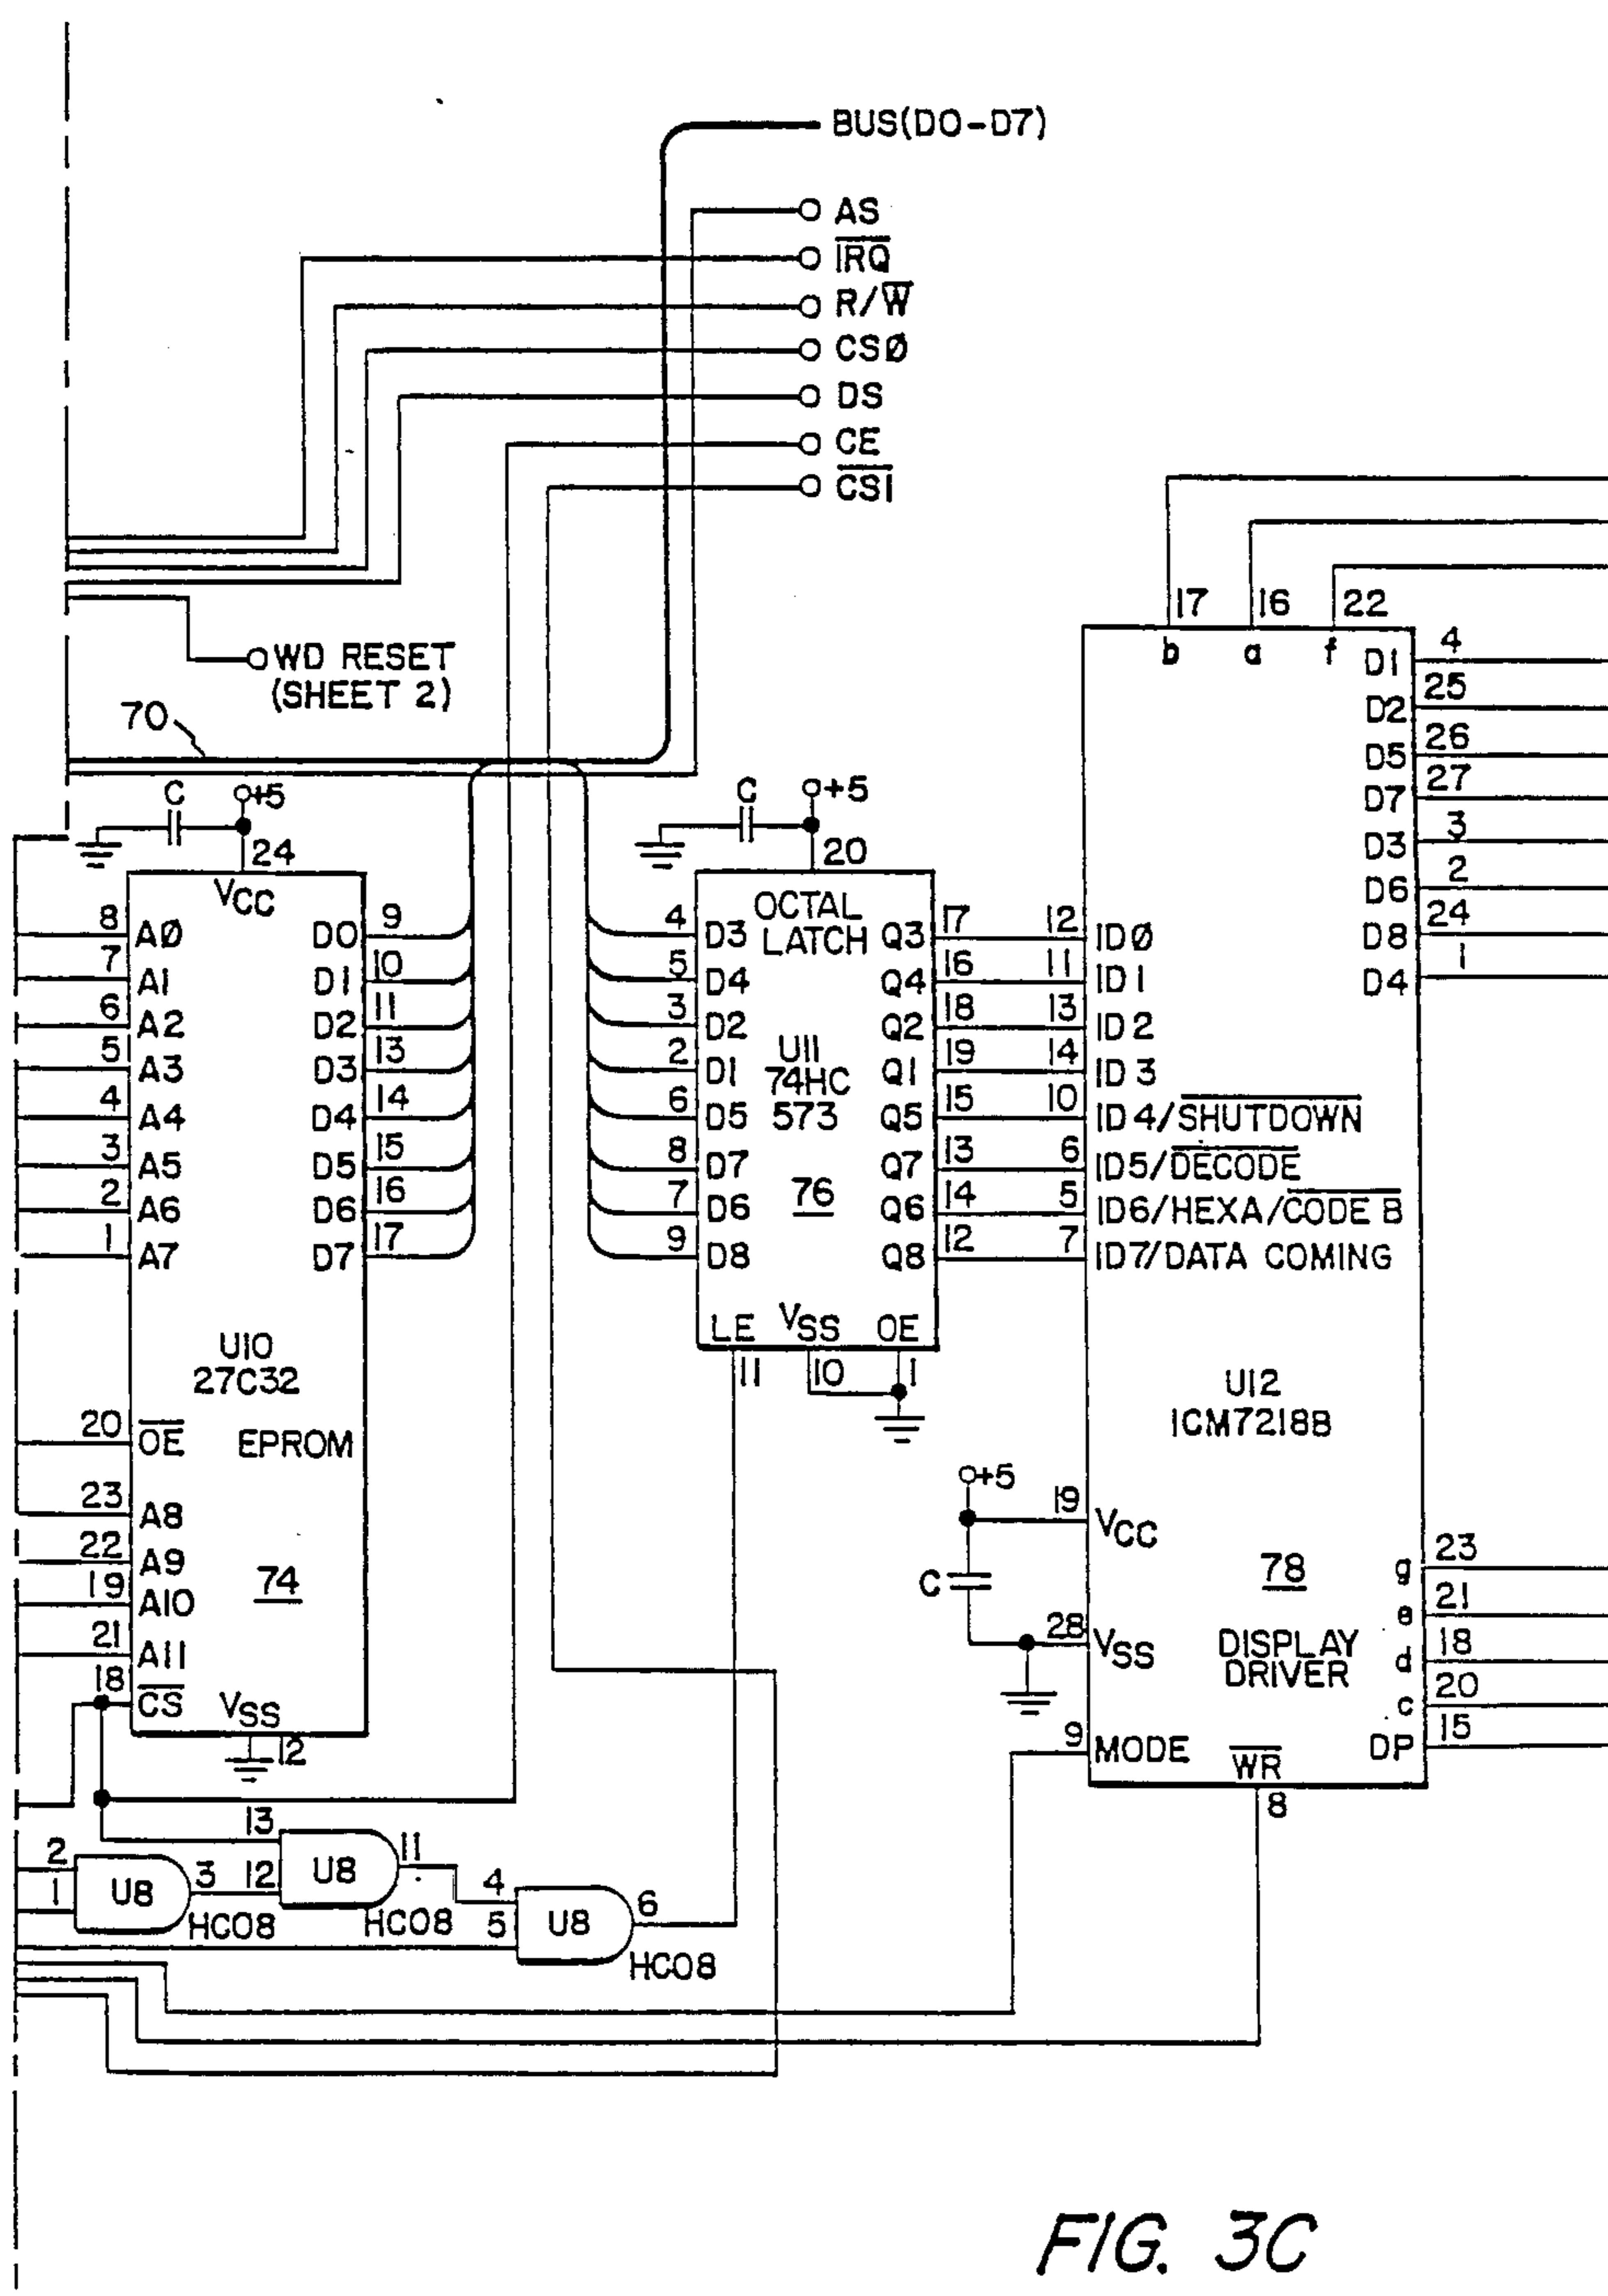 BUS(D0-D7)
AS
IRQ
R/W
CSØ
DS
CE
CS1
17 16 22
b a f
D1 4
D2 25
D5 26
D7 27
D3 3
D6 2
D8 24
D4 1
WD RESET
(SHEET 2)
70
C +5
24
VCC
8 AØ D0 9
7 A1 D1 10
6 A2 D2 11
5 A3 D3 13
4 A4 D4 14
3 A5 D5 15
2 A6 D6 16
1 A7 D7 17
U10
27C32
20 OE EPROM
23 A8
22 A9
74
19 A10
21 A11
18 CS VSS
12
C +5
20
OCTAL
LATCH
4 D3 Q3 17
5 D4 Q4 16
3 D2 Q2 18
2 D1 Q1 19
6 D5 Q5 15
8 D7 Q7 13
7 D6 Q6 14
9 D8 Q8 12
U11
74HC
573
76
LE VSS OE
11 10 1
12 IDØ
11 ID1
13 ID2
14 ID3
10 ID4/SHUTDOWN
6 ID5/DECODE
5 ID6/HEXA/CODE B
7 ID7/DATA COMING
U12
ICM7218B
+5
19 VCC
C
28 VSS
78
DISPLAY
DRIVER
g 23
e 21
d 18
c 20
DP 15
9 MODE WR
8
2
1 U8 3
HC08
13
12 U8 11
HC08
4
5 U8 6
HC08
FIG. 3C